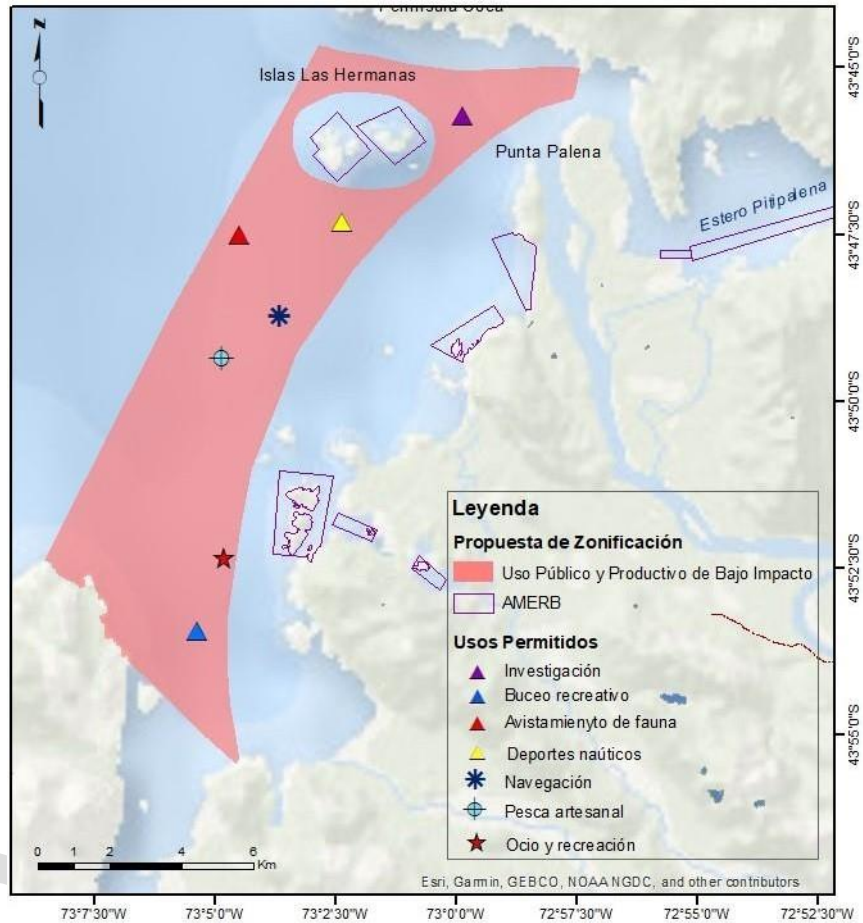 Península Coca
Islas Las Hermanas
Punta Palena
Estero Pitipalena
43°45'0"S
43°47'30"S
43°50'0"S
43°52'30"S
43°55'0"S
Leyenda
Propuesta de Zonificación
Uso Público y Productivo de Bajo Impacto
AMERB
Usos Permitidos
Investigación
Buceo recreativo
Avistamienyto de fauna
Deportes naúticos
Navegación
Pesca artesanal
Ocio y recreación
0 1 2 4 6
Km
Esri, Garmin, GEBCO, NOAA NGDC, and other contributors
73°7'30"W 73°5'0"W 73°2'30"W 73°0'0"W 72°57'30"W 72°55'0"W 72°52'30"W